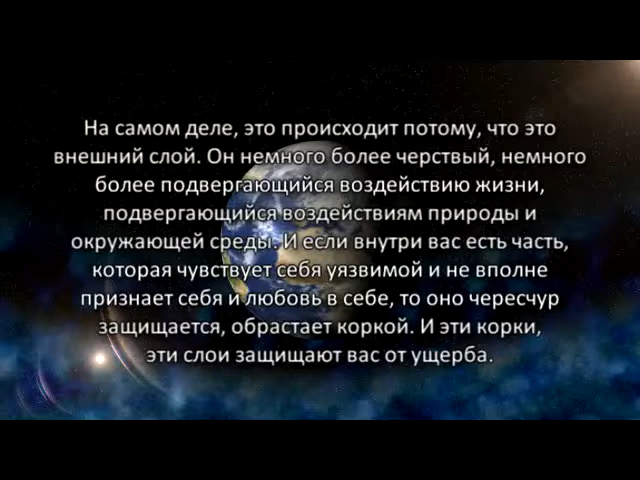 На самом деле, это происходит потому, что это
внешний слой. Он немного более черствый, немного
более подвергающийся воздействию жизни,
подвергающийся воздействиям природы и
окружающей среды. И если внутри вас есть часть,
которая чувствует себя уязвимой и не вполне
признает себя и любовь в себе, то оно чересчур
защищается, обрастает коркой. И эти корки,
эти слои защищают вас от ущерба.